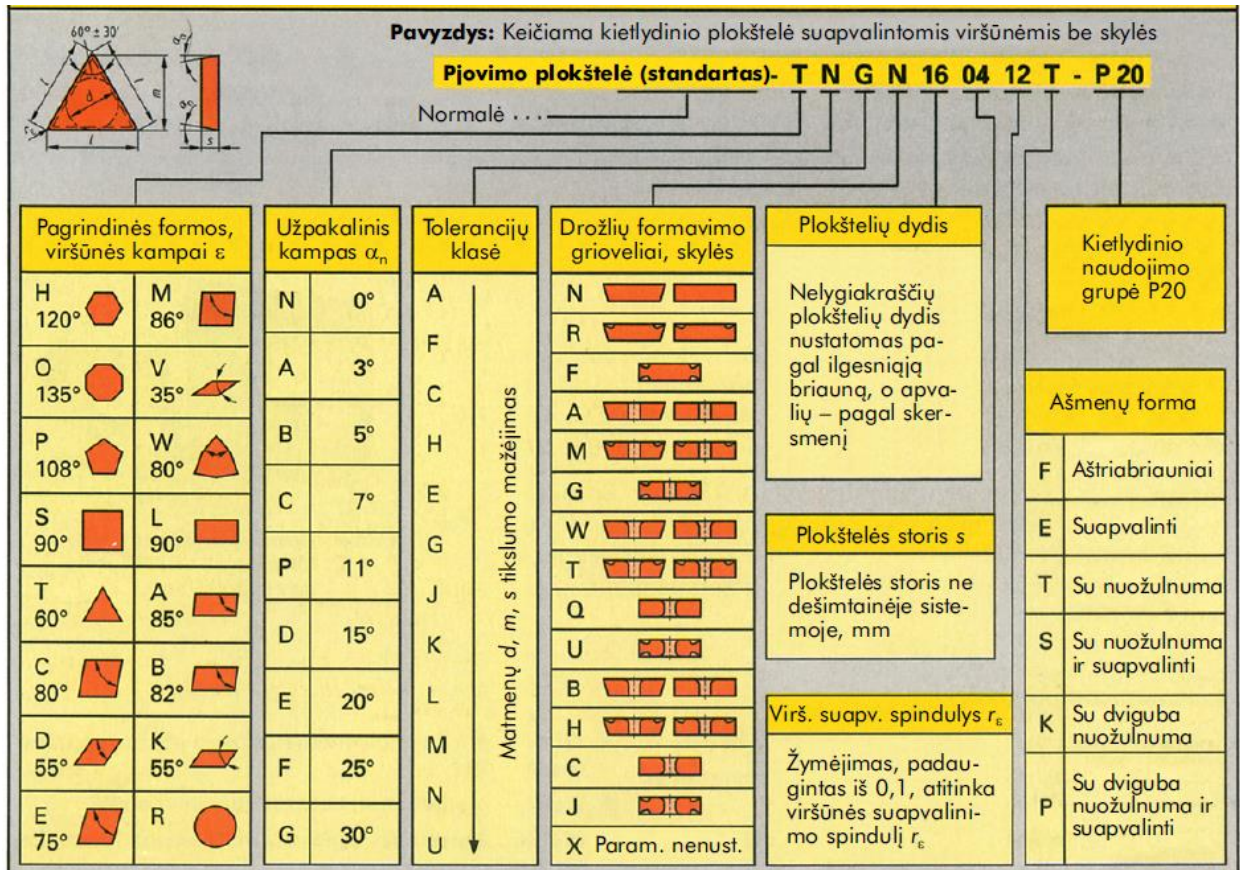 Pavyzdys: Keičiama kietlydinio plokštelė suapvalintomis viršūnėmis be skylės
Pjovimo plokštelė (standartas)- T N G N 16 04 12 T - P 20
Normalė . . .
60° ± 30'
αn
l
l
m
d
αn
rε
l
s
Pagrindinės formos,
viršūnės kampai ε
H
120°
M
86°
O
135°
V
35°
P
108°
W
80°
S
90°
L
90°
T
60°
A
85°
C
80°
B
82°
D
55°
K
55°
E
75°
R
Užpakalinis
kampas αn
N 0°
A 3°
B 5°
C 7°
P 11°
D 15°
E 20°
F 25°
G 30°
Tolerancijų
klasė
A
F
C
H
E
G
J
K
L
M
N
U
Matmenų d, m, s tikslumo mažėjimas
Drožlių formavimo
grioveliai, skylės
N
R
F
A
M
G
W
T
Q
U
B
H
C
J
X Param. nenust.
Plokštelių dydis
Nelygiakraščių
plokštelių dydis
nustatomas pa-
gal ilgesniąją
briauną, o apva-
lių – pagal sker-
smenį
Plokštelės storis s
Plokštelės storis ne
dešimtainėje siste-
moje, mm
Virš. suapv. spindulys rε
Žymėjimas, padau-
gintas iš 0,1, atitinka
viršūnės suapvalini-
mo spindulį rε
Kietlydinio
naudojimo
grupė P20
Ašmenų forma
F Aštriabriauniai
E Suapvalinti
T Su nuožulnuma
S Su nuožulnuma
ir suapvalinti
K Su dviguba
nuožulnuma
P Su dviguba
nuožulnuma ir
suapvalinti